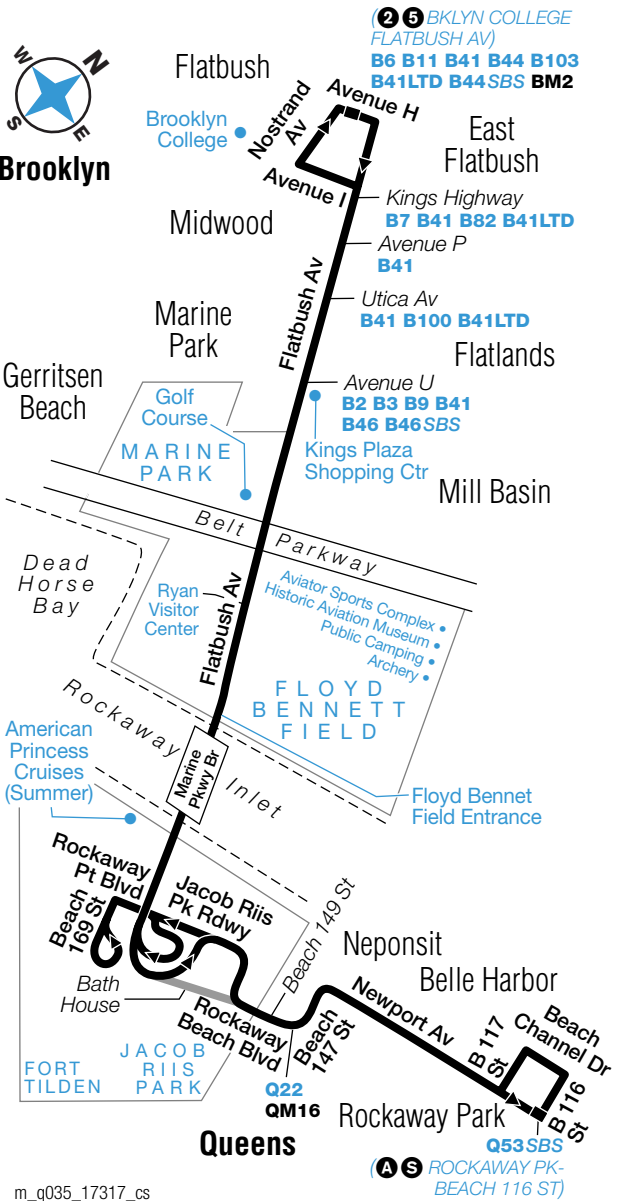 (2 5 BKLYN COLLEGE
FLATBUSH AV)
B6 B11 B41 B44 B103
B41LTD B44SBS BM2
N
W
S
E
Brooklyn
Flatbush
Avenue H
Nostrand
Av
Brooklyn
College
East
Flatbush
Avenue I
Kings Highway
B7 B41 B82 B41LTD
Midwood
Avenue P
B41
Flatbush Av
Utica Av
B41 B100 B41LTD
Marine
Park
Flatlands
Gerritsen
Beach
Avenue U
B2 B3 B9 B41
B46 B46SBS
Golf
Course
Kings Plaza
Shopping Ctr
MARINE
PARK
Mill Basin
Belt Parkway
Dead
Horse
Bay
Ryan
Visitor
Center
Flatbush Av
Aviator Sports Complex
Historic Aviation Museum
Public Camping
Archery
FLOYD
BENNETT
FIELD
Rockaway Inlet
Marine
Pkwy Br
American
Princess
Cruises
(Summer)
Floyd Bennet
Field Entrance
Rockaway
Pt Blvd
Jacob Riis
Pk Rdwy
Beach
169 St
Beach 149 St
Bath
House
Rockaway
Beach Blvd
Beach
147 St
Neponsit
Belle Harbor
Newport Av
Beach
Channel Dr
B 117
St
B 116
St
FORT
TILDEN
JACOB
RIIS
PARK
Q22
QM16
Rockaway Park
Queens
Q53SBS
(A S ROCKAWAY PK-
BEACH 116 ST)
m_q035_17317_cs